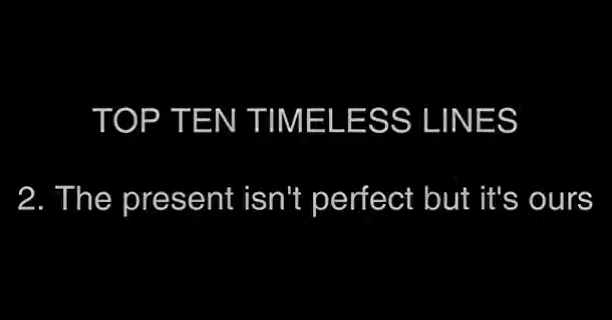 TOP TEN TIMELESS LINES
2. The present isn't perfect but it's ours